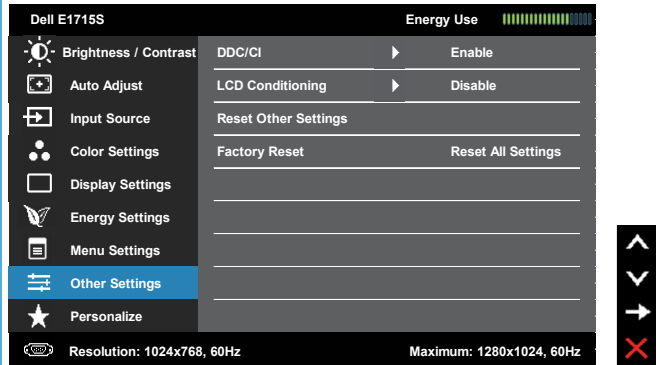 Dell E1715S Energy Use
Brightness / Contrast DDC/CI Enable
Auto Adjust LCD Conditioning Disable
Input Source Reset Other Settings
Color Settings Factory Reset Reset All Settings
Display Settings
Energy Settings
Menu Settings
Other Settings
Personalize
Resolution: 1024x768, 60Hz Maximum: 1280x1024, 60Hz